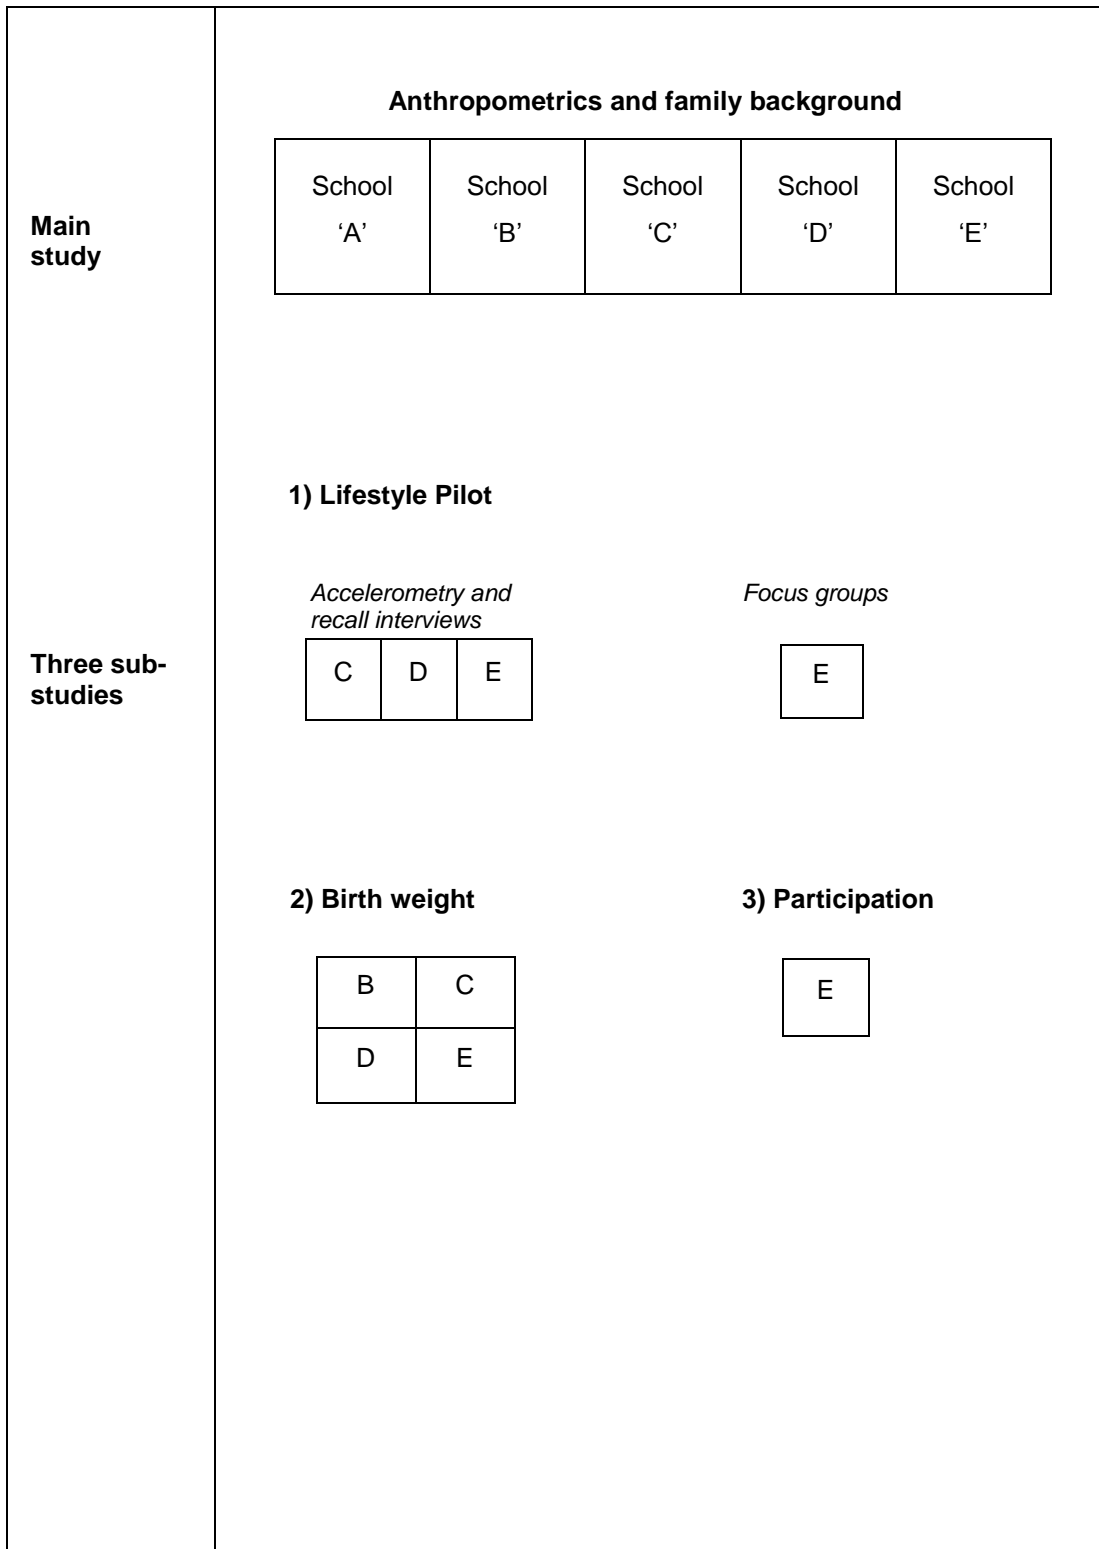 Anthropometrics and family background
School School School School School
‘A’ ‘B’ ‘C’ ‘D’ ‘E’
Main
study
1) Lifestyle Pilot
Accelerometry and
recall interviews
Focus groups
C D E
E
Three sub-
studies
2) Birth weight
3) Participation
B C
D E
E